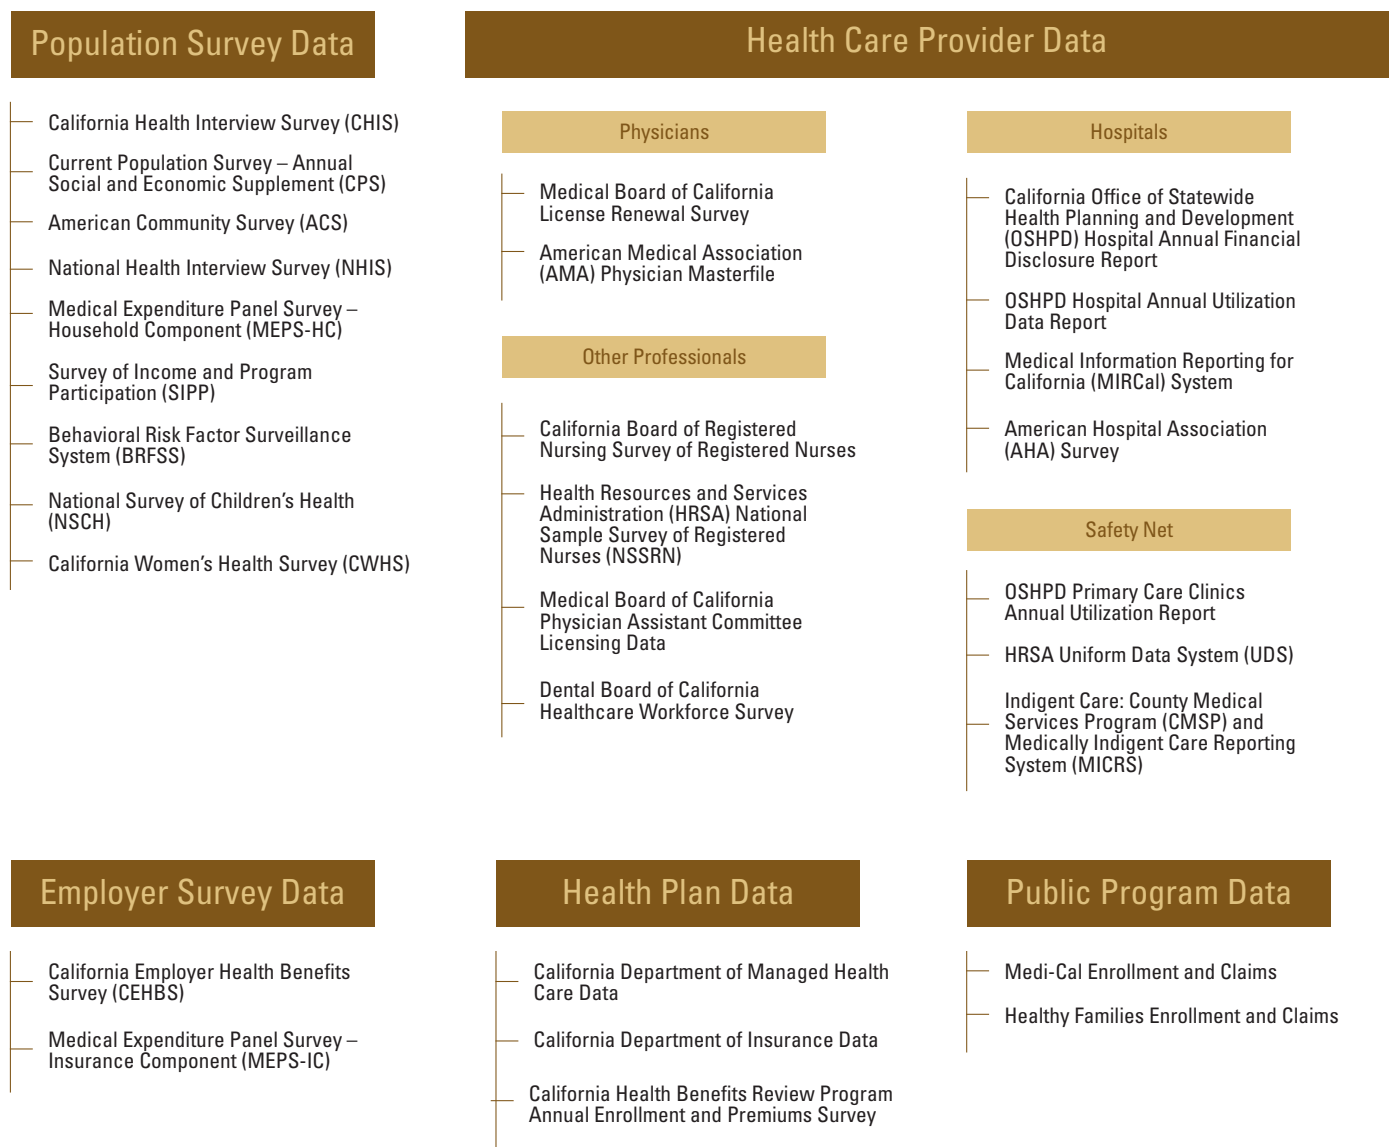 Population Survey Data
California Health Interview Survey (CHIS)
Current Population Survey – Annual
Social and Economic Supplement (CPS)
American Community Survey (ACS)
National Health Interview Survey (NHIS)
Medical Expenditure Panel Survey –
Household Component (MEPS-HC)
Survey of Income and Program
Participation (SIPP)
Behavioral Risk Factor Surveillance
System (BRFSS)
National Survey of Children’s Health
(NSCH)
California Women’s Health Survey (CWHS)
Health Care Provider Data
Physicians
Medical Board of California
License Renewal Survey
American Medical Association
(AMA) Physician Masterfile
Other Professionals
California Board of Registered
Nursing Survey of Registered Nurses
Health Resources and Services
Administration (HRSA) National
Sample Survey of Registered
Nurses (NSSRN)
Medical Board of California
Physician Assistant Committee
Licensing Data
Dental Board of California
Healthcare Workforce Survey
Hospitals
California Office of Statewide
Health Planning and Development
(OSHPD) Hospital Annual Financial
Disclosure Report
OSHPD Hospital Annual Utilization
Data Report
Medical Information Reporting for
California (MIRCal) System
American Hospital Association
(AHA) Survey
Safety Net
OSHPD Primary Care Clinics
Annual Utilization Report
HRSA Uniform Data System (UDS)
Indigent Care: County Medical
Services Program (CMSP) and
Medically Indigent Care Reporting
System (MICRS)
Employer Survey Data
California Employer Health Benefits
Survey (CEHBS)
Medical Expenditure Panel Survey –
Insurance Component (MEPS-IC)
Health Plan Data
California Department of Managed Health
Care Data
California Department of Insurance Data
California Health Benefits Review Program
Annual Enrollment and Premiums Survey
Public Program Data
Medi-Cal Enrollment and Claims
Healthy Families Enrollment and Claims